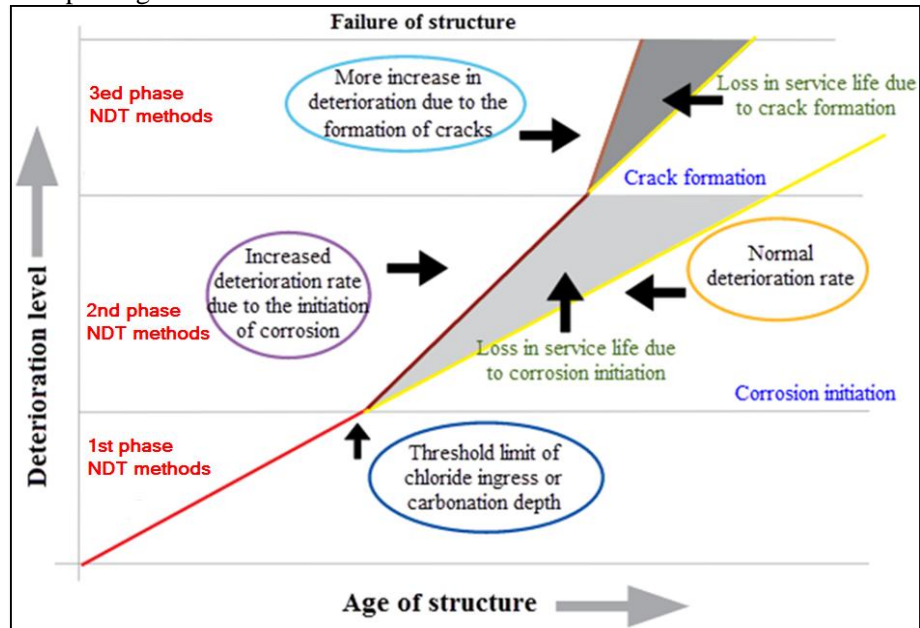 Failure of structure
3ed phase
NDT methods
More increase in
deterioration due to the
formation of cracks
Loss in service life due
to crack formation
Crack formation
Increased
deterioration rate
due to the initiation
of corrosion
Normal
deterioration rate
2nd phase
NDT methods
Loss in service life due
to corrosion initiation
Corrosion initiation
1st phase
NDT methods
Threshold limit of
chloride ingress or
carbonation depth
Deterioration level
Age of structure